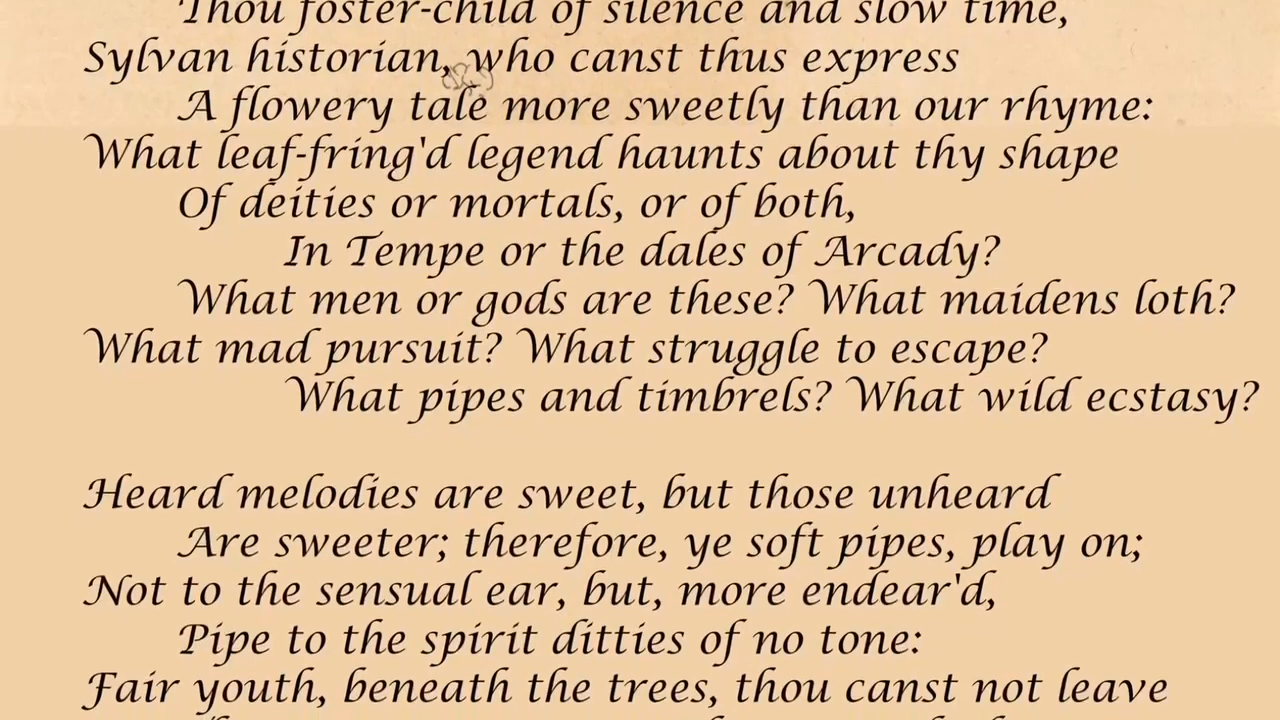 Thou foster-child of silence and slow time,
Sylvan historian, who canst thus express
A flowery tale more sweetly than our rhyme:
What leaf-fring'd legend haunts about thy shape
Of deities or mortals, or of both,
In Tempe or the dales of Arcady?
What men or gods are these? What maidens loth?
What mad pursuit? What struggle to escape?
What pipes and timbrels? What wild ecstasy?
Heard melodies are sweet, but those unheard
Are sweeter; therefore, ye soft pipes, play on;
Not to the sensual ear, but, more endear'd,
Pipe to the spirit ditties of no tone:
Fair youth, beneath the trees, thou canst not leave